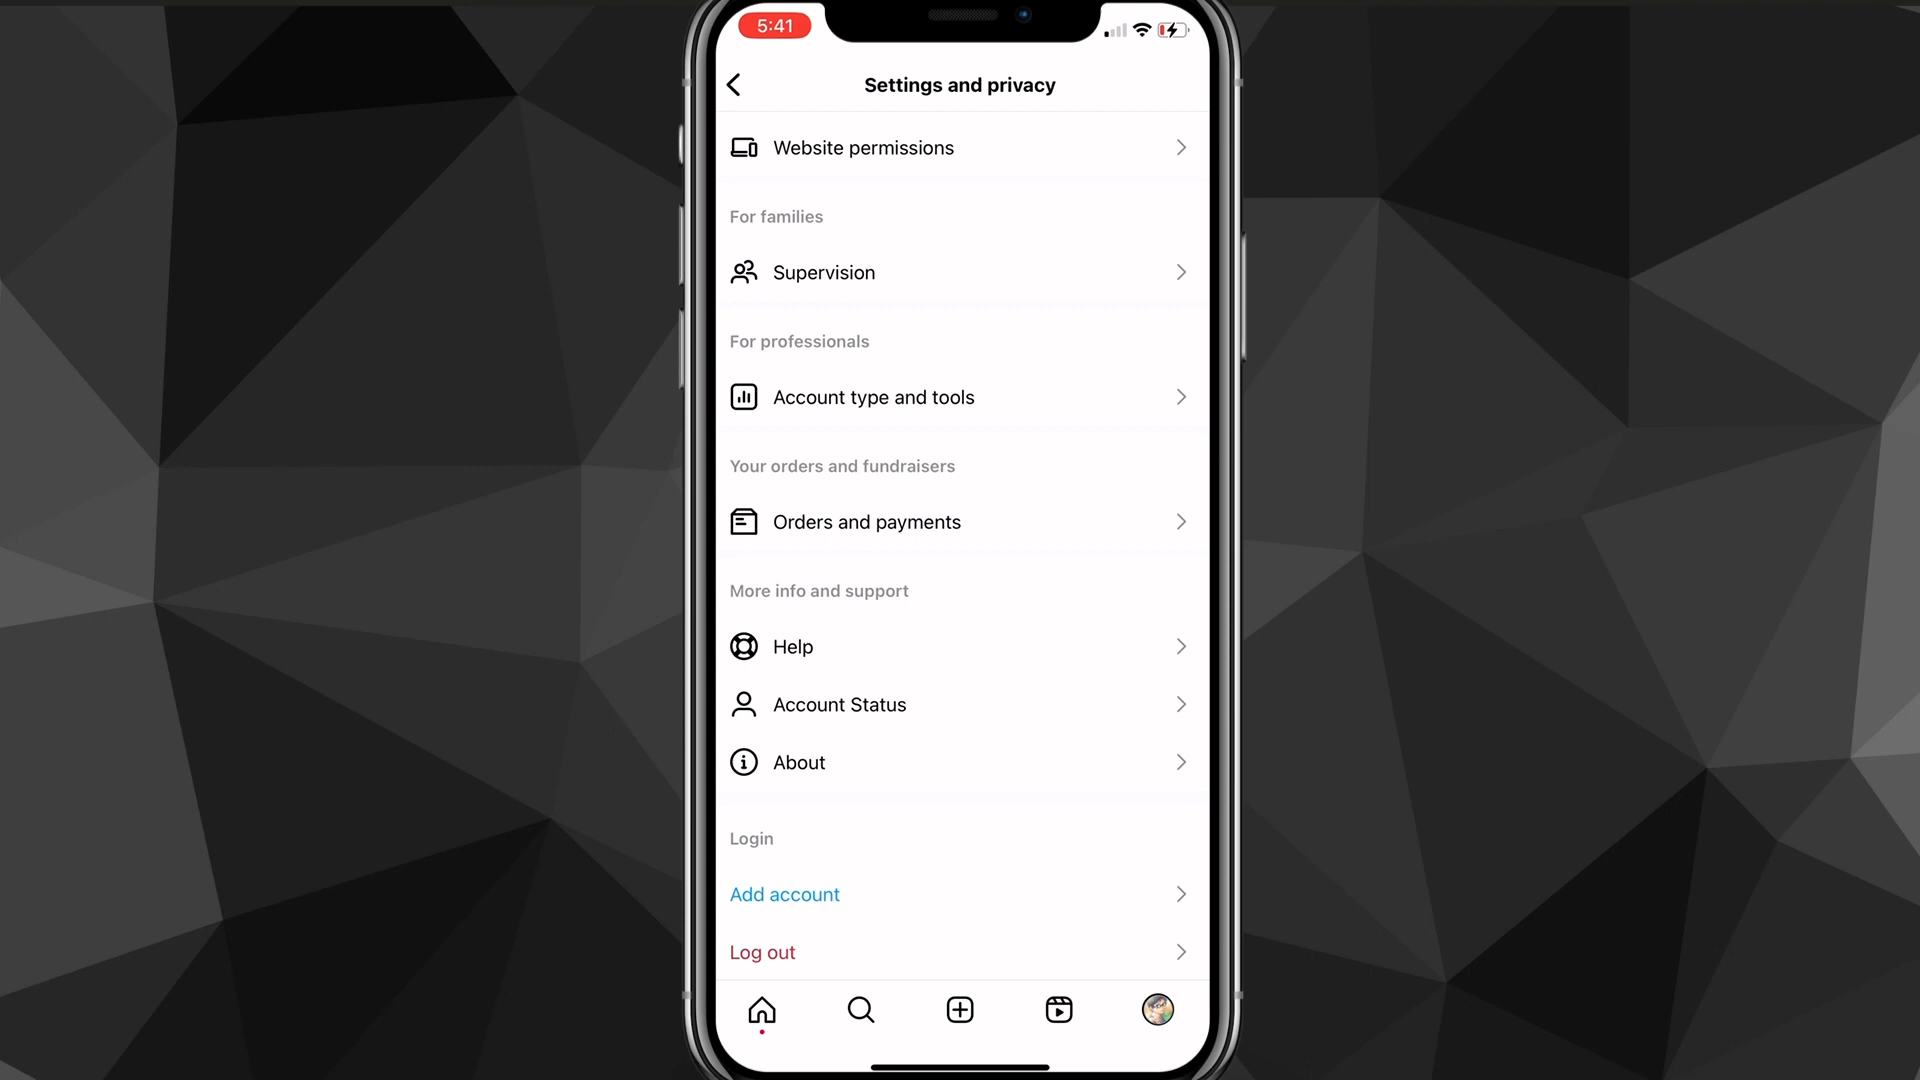 5:41
Settings and privacy
Website permissions
For families
Supervision
For professionals
Account type and tools
Your orders and fundraisers
Orders and payments
More info and support
Help
Account Status
About
Login
Add account
Log out